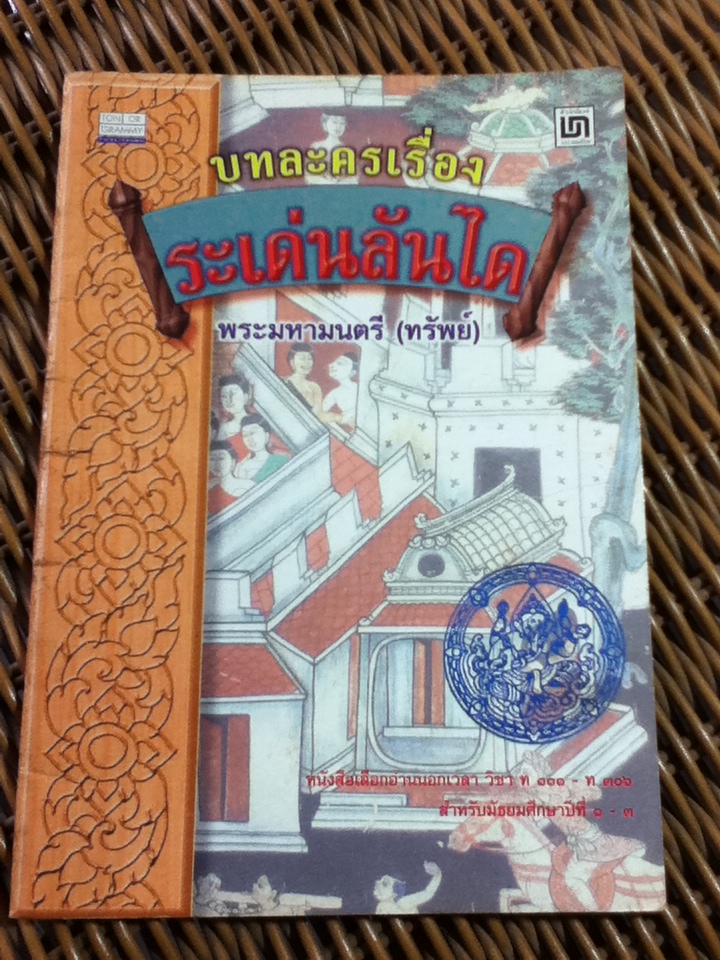 TON OR
GRAMMY
บทละครเรื่อง
ระเด่นลันได
พระมหามนตรี (ทรัพย์)
หนังสือเลือกอ่านนอกเวลา วิชา ท ๑๐๑ - ท ๓๐๖
สำหรับมัธยมศึกษาปีที่ ๑ - ๓